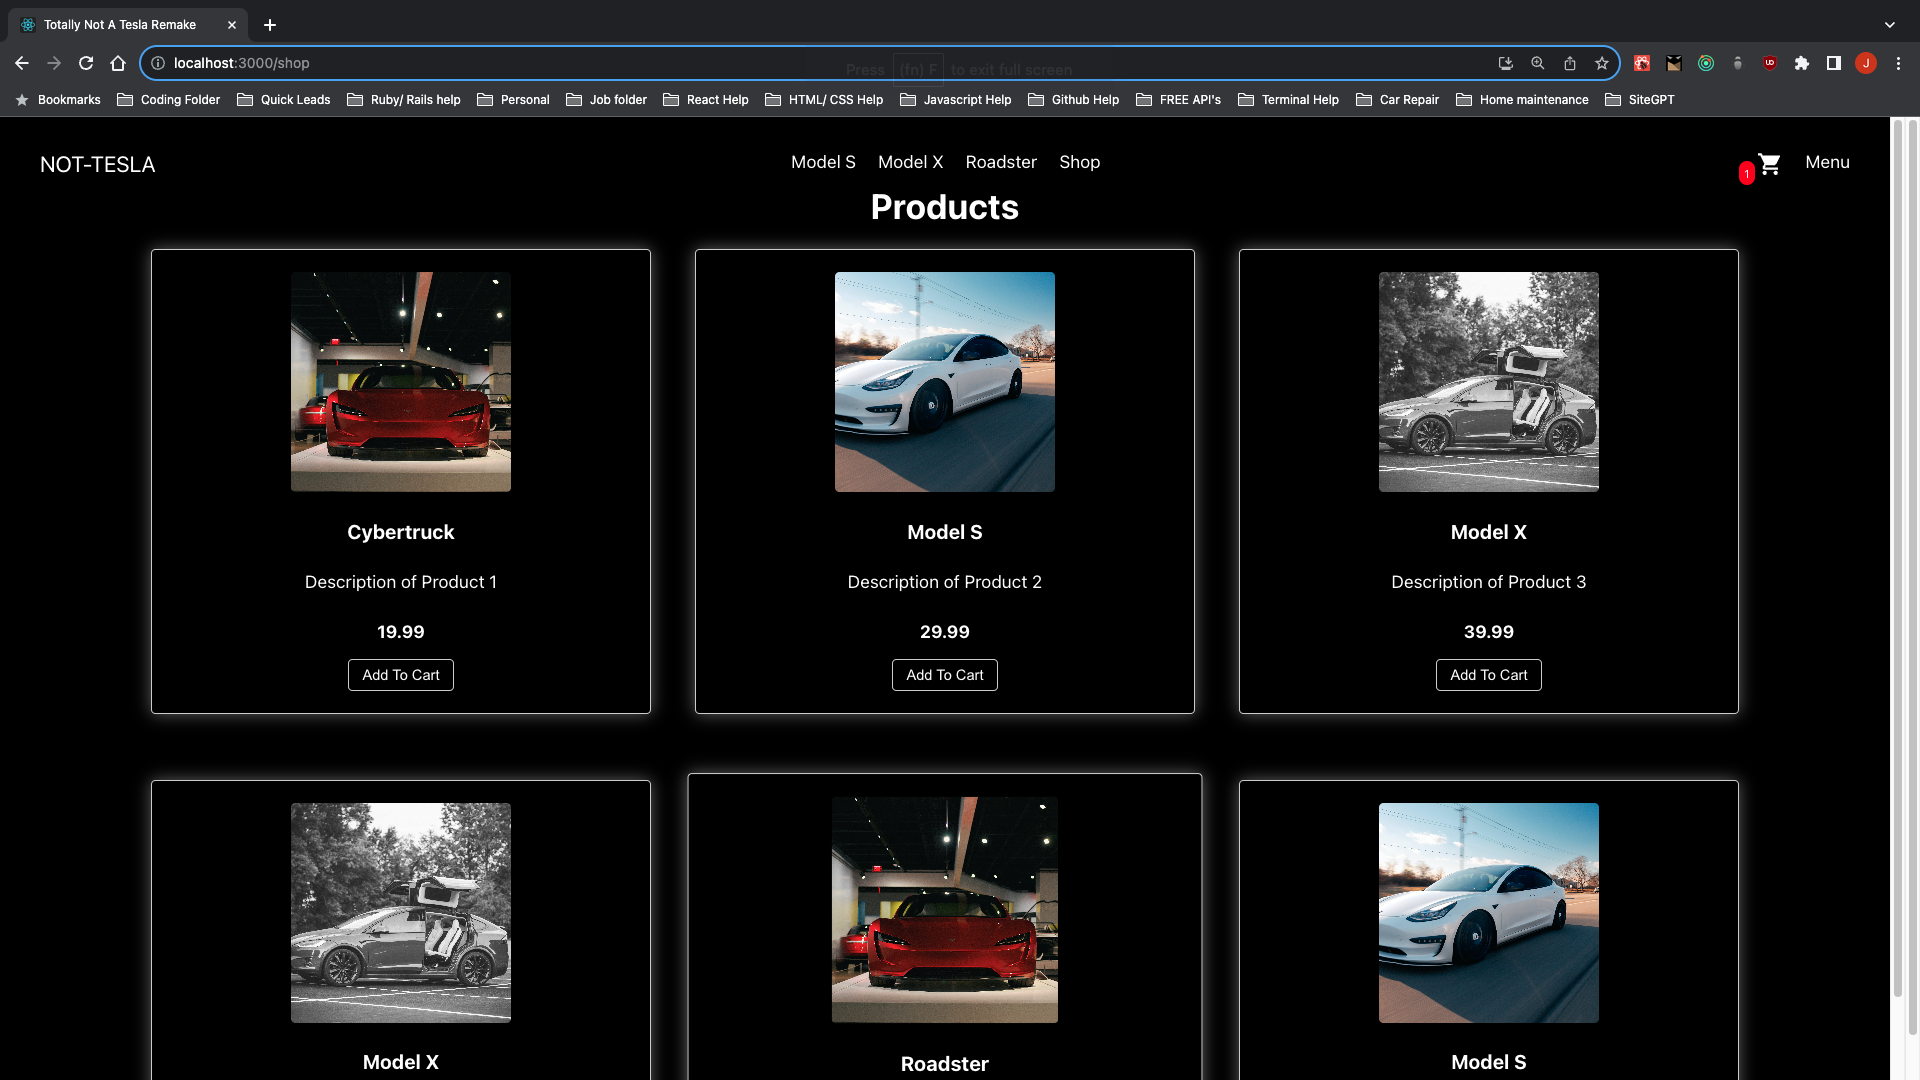 Totally Not A Tesla Remake
localhost:3000/shop
Press (fn) F to exit full screen
J
Bookmarks Coding Folder Quick Leads Ruby/ Rails help Personal Job folder React Help HTML/ CSS Help Javascript Help Github Help FREE API's Terminal Help Car Repair Home maintenance SiteGPT
NOT-TESLA Model S Model X Roadster Shop 1 Menu
Products
Cybertruck
Description of Product 1
19.99
Add To Cart
Model S
Description of Product 2
29.99
Add To Cart
Model X
Description of Product 3
39.99
Add To Cart
Model X
Roadster
Model S